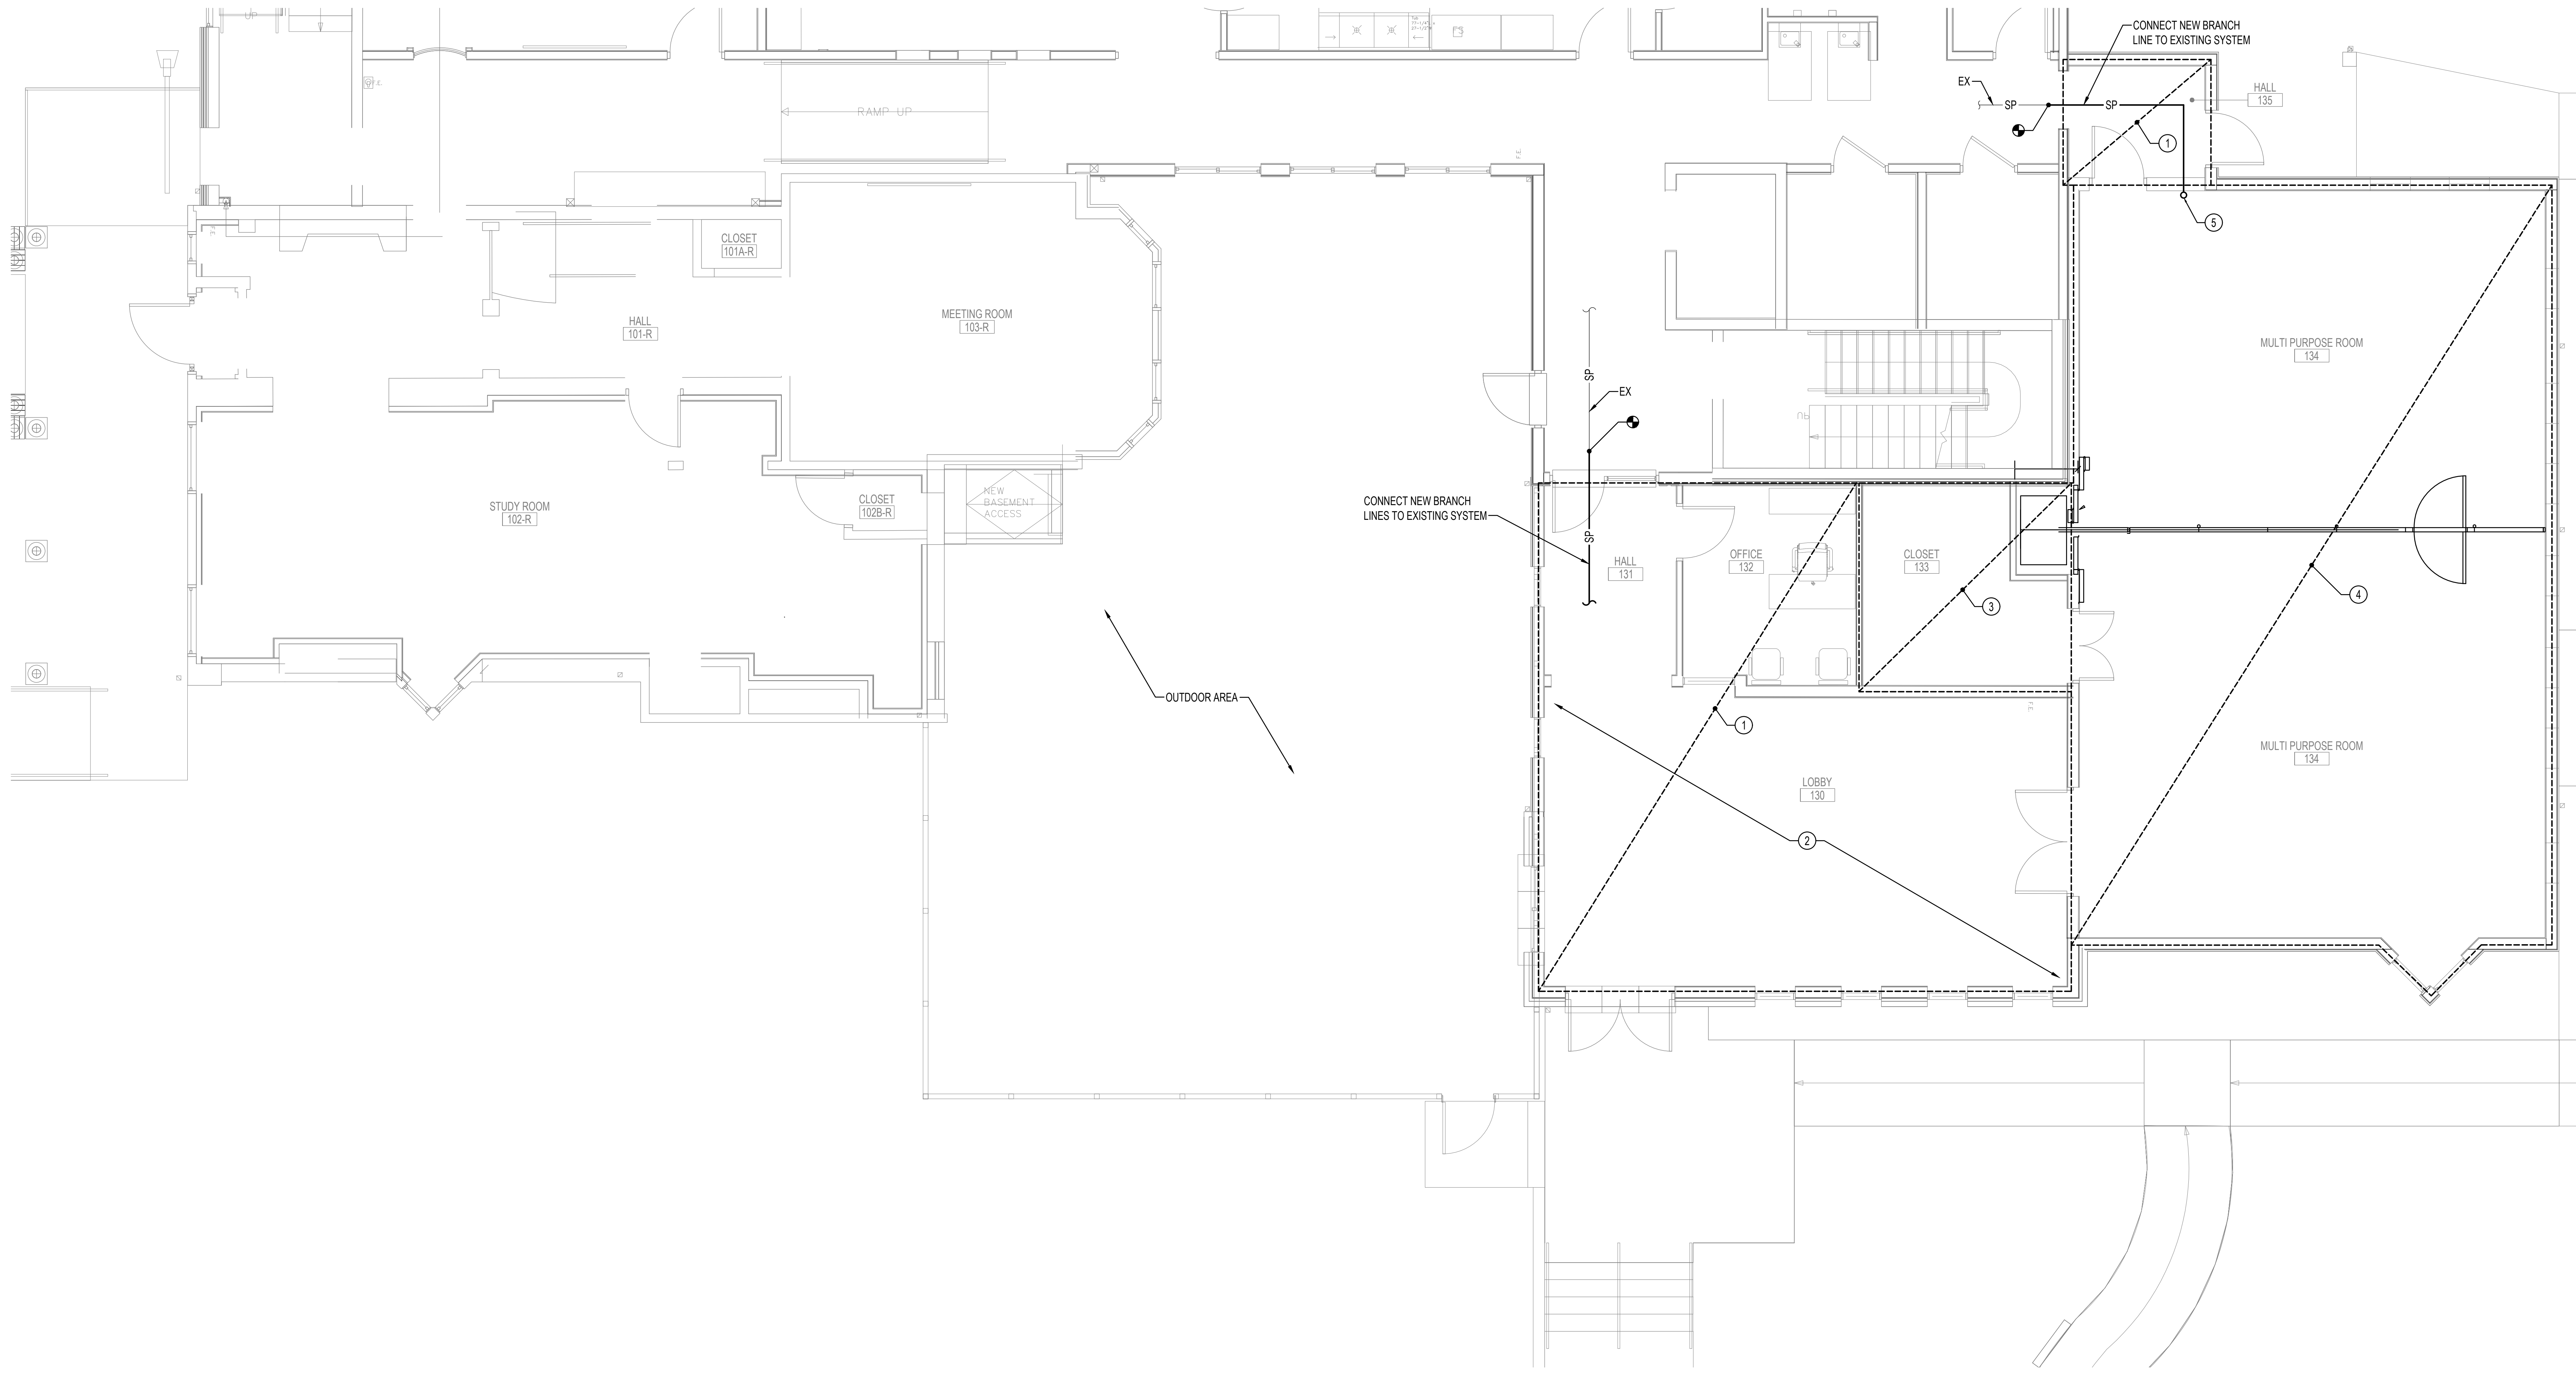 UP
CONNECT NEW BRANCH
LINE TO EXISTING SYSTEM
FS
EX
SP
SP
HALL
135
F.E.
RAMP UP
1
F.E.
5
CLOSET
101A-R
F.E.
MEETING ROOM
103-R
HALL
101-R
MULTI PURPOSE ROOM
134
SP
EX
UP
CONNECT NEW BRANCH
LINES TO EXISTING SYSTEM
NEW
BASEMENT
ACCESS
CLOSET
102B-R
STUDY ROOM
102-R
SP
HALL
131
OFFICE
132
CLOSET
133
3
4
OUTDOOR AREA
F.E.
1
MULTI PURPOSE ROOM
134
LOBBY
130
2